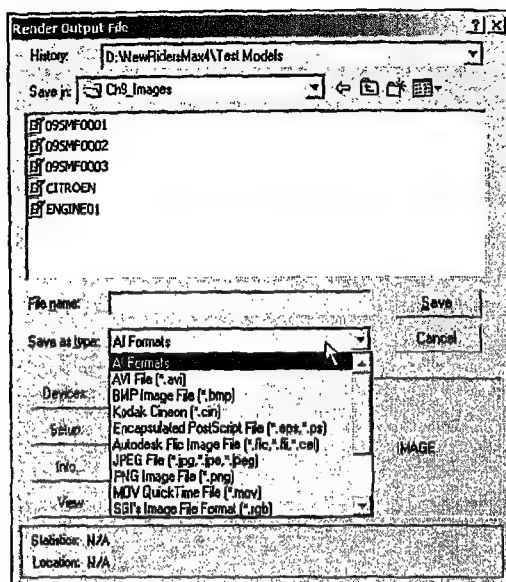 Render Output File
History: D:\NewRidersMax4\Test Models
Save in: Ch9_Images
09SMF0001
09SMF0002
09SMF0003
CITROEN
ENGINE01
File name:
Save
Save as type: All Formats
Cancel
All Formats
AVI File (*.avi)
BMP Image File (*.bmp)
Kodak Cineon (*.cin)
Encapsulated PostScript File (*.eps,*.ps)
Autodesk Flic Image File (*.flc,*.fli,*.cel)
JPEG File (*.jpg,*.jpe,*.jpeg)
PNG Image File (*.png)
MOV QuickTime File (*.mov)
SGI's Image File Format (*.rgb)
Devices...
Setup...
Info...
View
IMAGE
Statistics: N/A
Location: N/A